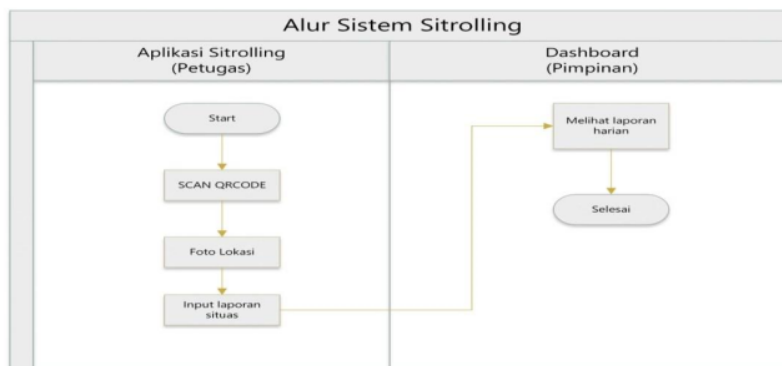 Alur Sistem Sitrolling
Aplikasi Sitrolling
(Petugas)
Dashboard
(Pimpinan)
Start
SCAN QRCODE
Foto Lokasi
Input laporan
situas
Melihat laporan
harian
Selesai